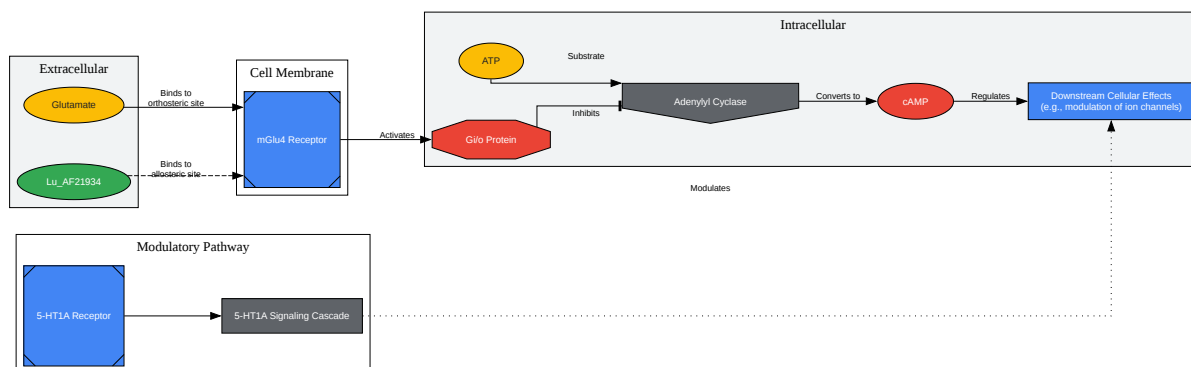 Intracellular
Extracellular
Cell Membrane
ATP
Substrate
Glutamate
Binds to
orthosteric site
mGlu4 Receptor
Activates
Gi/o Protein
Inhibits
Adenylyl Cyclase
Converts to
cAMP
Regulates
Downstream Cellular Effects
(e.g., modulation of ion channels)
Lu_AF21934
Binds to
allosteric site
Modulates
Modulatory Pathway
5-HT1A Receptor
5-HT1A Signaling Cascade